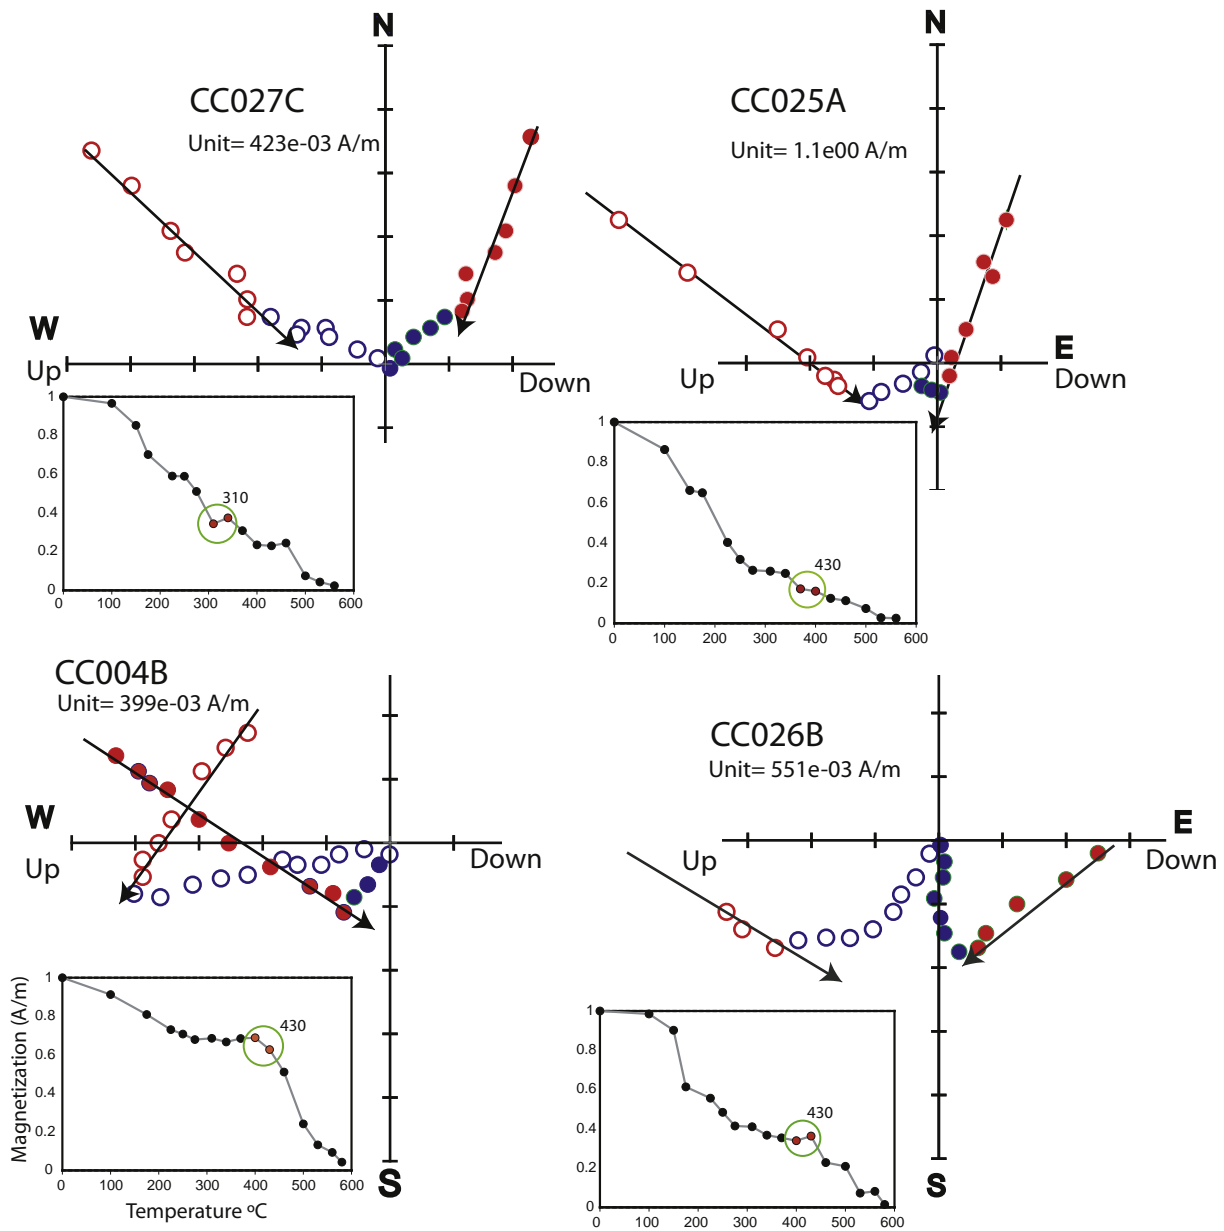 N
CC027C
Unit= 423e-03 A/m
W
Up
Down
1
0.8
0.6
0.4
0.2
0
310
0 100 200 300 400 500 600
N
CC025A
Unit= 1.1e00 A/m
E
Up
Down
1
0.8
0.6
0.4
0.2
0
430
0 100 200 300 400 500 600
CC004B
Unit= 399e-03 A/m
W
Up
Down
Magnetization (A/m)
1
0.8
0.6
0.4
0.2
0
430
0 100 200 300 400 500 600
Temperature ºC
S
CC026B
Unit= 551e-03 A/m
E
Up
Down
1
0.8
0.6
0.4
0.2
0
430
0 100 200 300 400 500 600
S